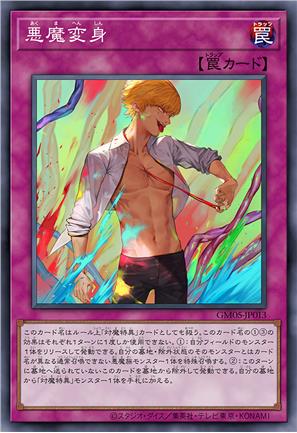 あくまへんしん
悪魔変身
罠
トラップ
【罠カード】
GM05-JP013
このカード名はルール上「対魔特異」カードとしても扱う。このカード名の①③の
効果はそれぞれ1ターンに1度しか使用できない。①：自分フィールドのモンスター
1体をリリースして発動できる。自分の墓地・除外状態のそのモンスターとはカード
名が異なる通常召喚できない悪魔族モンスター1体を特殊召喚する。②：このターン
に墓地へ送られていないこのカードを墓地から除外して発動できる。自分の墓地か
ら「対魔特異」モンスター1体を手札に加える。
©スタジオ・ダイス／集英社・テレビ東京・KONAMI